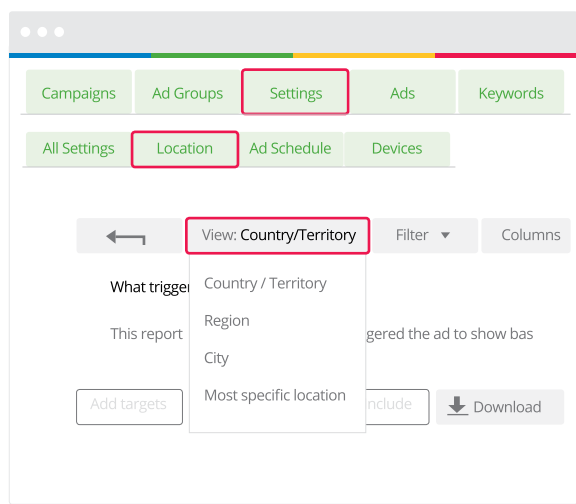 Campaigns Ad Groups Settings Ads Keywords
All Settings Location Ad Schedule Devices
View: Country/Territory Filter Columns
What trigge
Country / Territory
Region
This report gered the ad to show bas
City
Most specific location
Add targets nclude Download